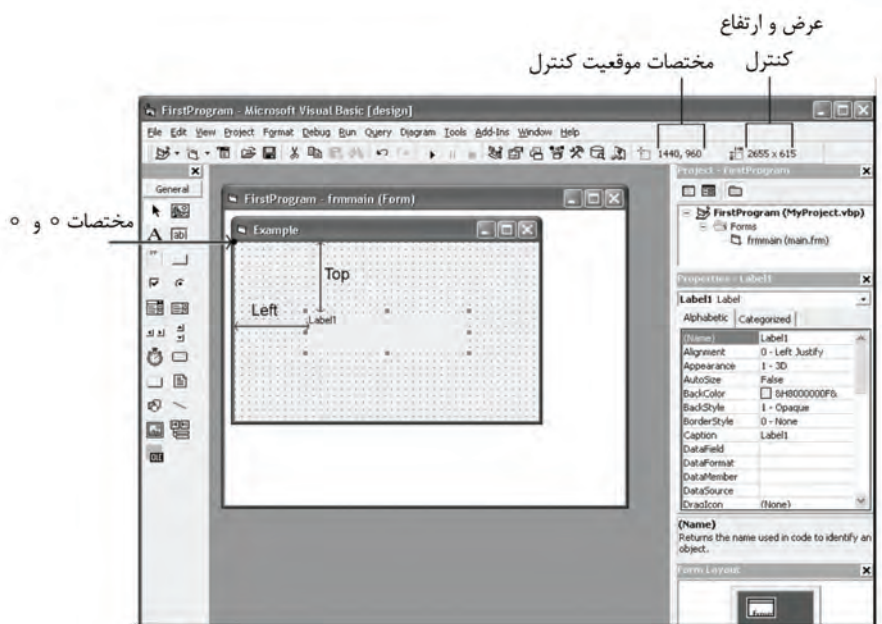 عرض و ارتفاع
کنترل
مختصات موقعیت کنترل
FirstProgram - Microsoft Visual Basic [design]
File Edit View Project Format Debug Run Query Diagram Tools Add-Ins Window Help
1440, 960
2655 x 615
General
Project - FirstProgram
FirstProgram (MyProject.vbp)
Forms
frmmain (main.frm)
FirstProgram - frmmain (Form)
Example
مختصات ۰ و ۰
Top
Left
Label1
Properties - Label1
Label1 Label
Alphabetic Categorized
(Name) Label1
Alignment 0 - Left Justify
Appearance 1 - 3D
AutoSize False
BackColor &H8000000F&
BackStyle 1 - Opaque
BorderStyle 0 - None
Caption Label1
DataField
DataFormat
DataMember
DataSource
DragIcon (None)
(Name)
Returns the name used in code to identify an
object.
Form Layout